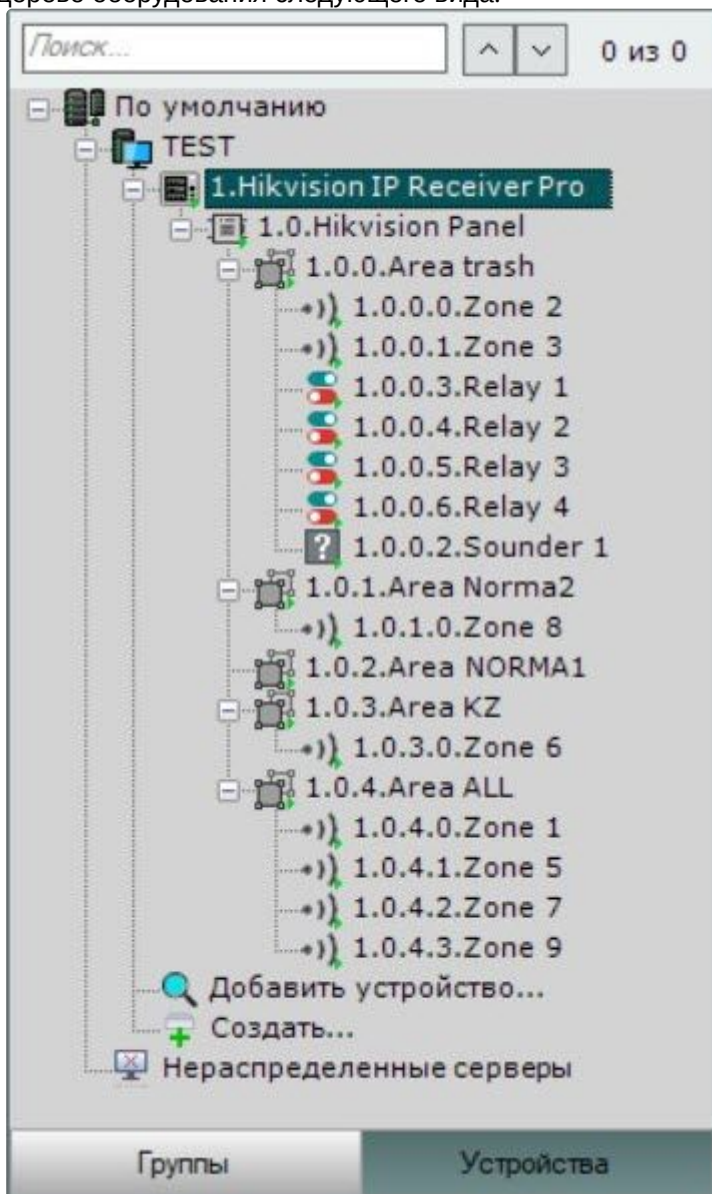 дерево оборудования следующего вида:
Поиск...
0 из 0
По умолчанию
TEST
1.Hikvision IP Receiver Pro
1.0.Hikvision Panel
1.0.0.Area trash
1.0.0.0.Zone 2
1.0.0.1.Zone 3
1.0.0.3.Relay 1
1.0.0.4.Relay 2
1.0.0.5.Relay 3
1.0.0.6.Relay 4
1.0.0.2.Sounder 1
1.0.1.Area Norma2
1.0.1.0.Zone 8
1.0.2.Area NORMA1
1.0.3.Area KZ
1.0.3.0.Zone 6
1.0.4.Area ALL
1.0.4.0.Zone 1
1.0.4.1.Zone 5
1.0.4.2.Zone 7
1.0.4.3.Zone 9
Добавить устройство...
Создать...
Нераспределенные серверы
Группы
Устройства